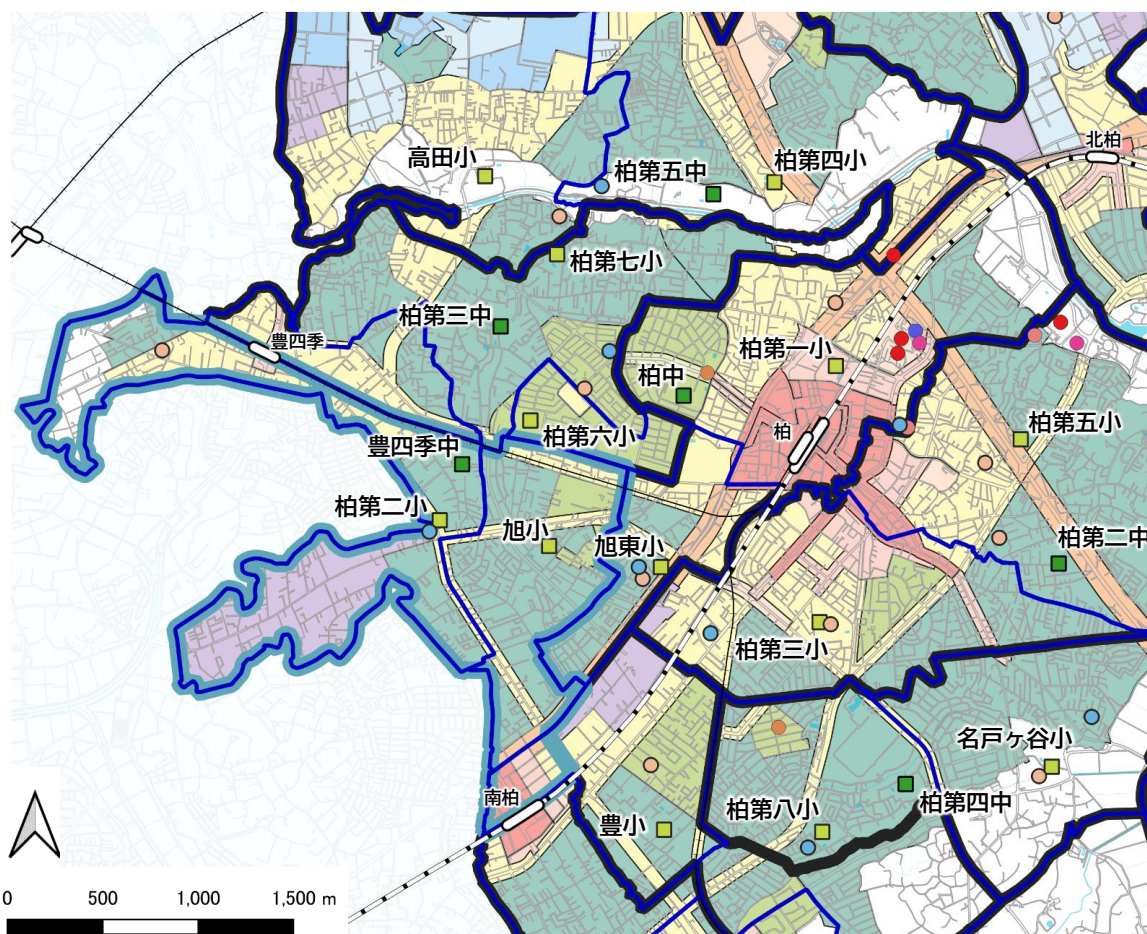 北柏
高田小
柏第五中
柏第四小
柏第七小
柏第三中
豊四季
柏第一小
柏中
柏第六小
柏
柏第五小
豊四季中
柏第二小
旭小
旭東小
柏第二中
柏第三小
名戸ヶ谷小
南柏
柏第四中
豊小
柏第八小
0 500 1,000 1,500 m